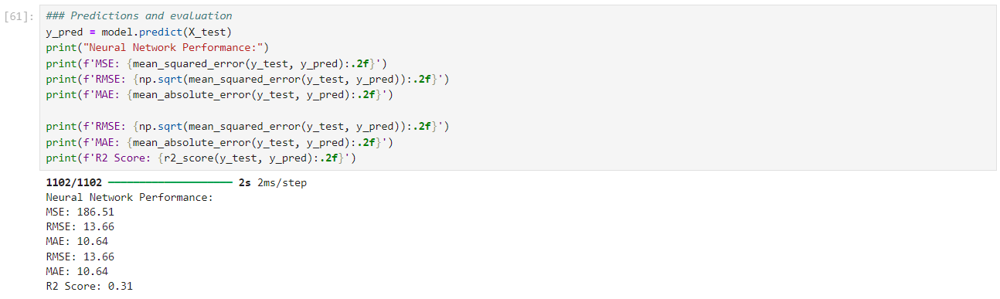 [61]: ### Predictions and evaluation
y_pred = model.predict(X_test)
print("Neural Network Performance:")
print(f'MSE: {mean_squared_error(y_test, y_pred):.2f}')
print(f'RMSE: {np.sqrt(mean_squared_error(y_test, y_pred)):.2f}')
print(f'MAE: {mean_absolute_error(y_test, y_pred):.2f}')
print(f'RMSE: {np.sqrt(mean_squared_error(y_test, y_pred)):.2f}')
print(f'MAE: {mean_absolute_error(y_test, y_pred):.2f}')
print(f'R2 Score: {r2_score(y_test, y_pred):.2f}')
1102/1102 ━━━━━━━━━━━━━━━━━━━━ 2s 2ms/step
Neural Network Performance:
MSE: 186.51
RMSE: 13.66
MAE: 10.64
RMSE: 13.66
MAE: 10.64
R2 Score: 0.31